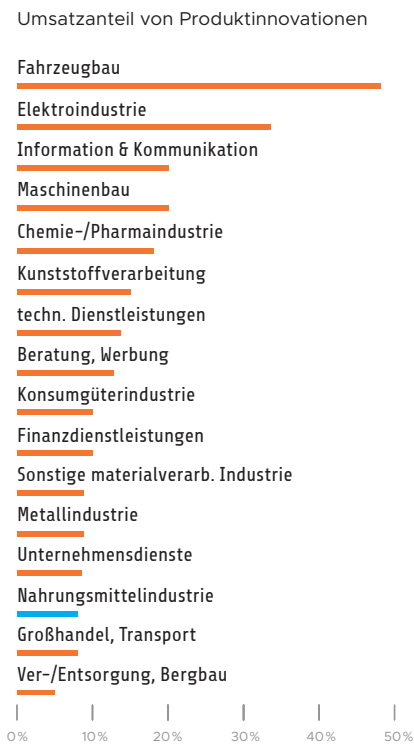 Umsatzanteil von Produktinnovationen
Fahrzeugbau
Elektroindustrie
Information & Kommunikation
Maschinenbau
Chemie-/Pharmaindustrie
Kunststoffverarbeitung
techn. Dienstleistungen
Beratung, Werbung
Konsumgüterindustrie
Finanzdienstleistungen
Sonstige materialverarb. Industrie
Metallindustrie
Unternehmensdienste
Nahrungsmittelindustrie
Großhandel, Transport
Ver-/Entsorgung, Bergbau
0% 10% 20% 30% 40% 50%